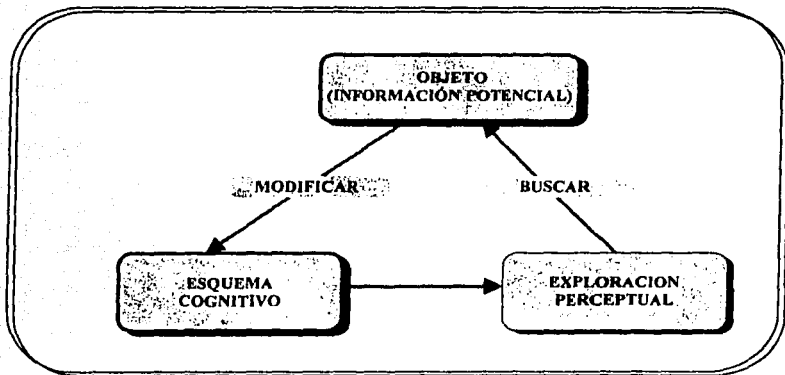 OBJETO
(INFORMACIÓN POTENCIAL)
MODIFICAR
BUSCAR
ESQUEMA
COGNITIVO
EXPLORACION
PERCEPTUAL